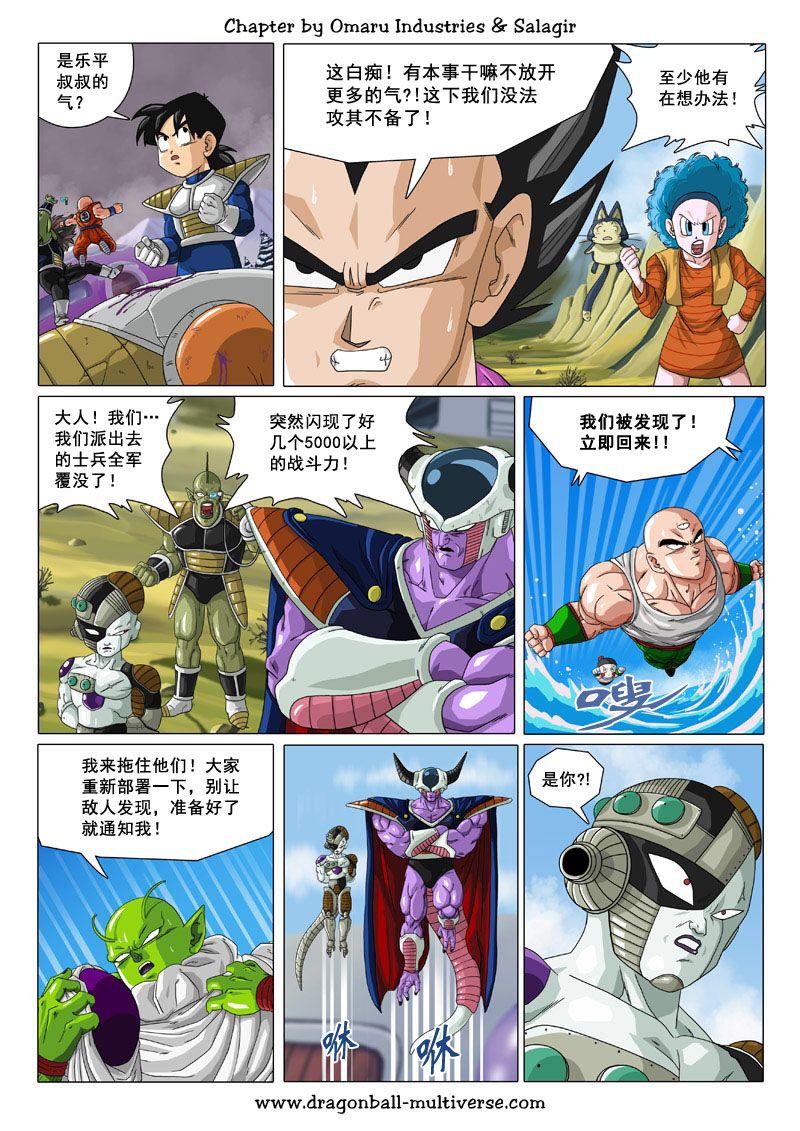 Chapter by Omaru Industries & Salagir
是乐平
叔叔的
气？
这白痴！有本事干嘛不放开
更多的气?!这下我们没法
攻其不备了！
至少他有
在想办法！
大人！我们…
我们派出去
的士兵全军
覆没了！
突然闪现了好
几个5000以上
的战斗力！
我们被发现了！
立即回来!!
嗖
我来拖住他们！大家
重新部署一下，别让
敌人发现，准备好了
就通知我！
咻
咻
是你?!
www.dragonball-multiverse.com